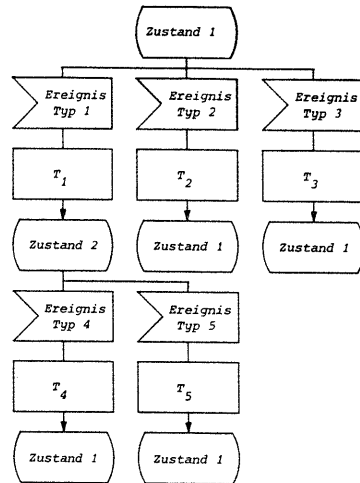 Zustand 1
Ereignis
Typ 1
Ereignis
Typ 2
Ereignis
Typ 3
T1
T2
T3
Zustand 2
Zustand 1
Zustand 1
Ereignis
Typ 4
Ereignis
Typ 5
T4
T5
Zustand 1
Zustand 1